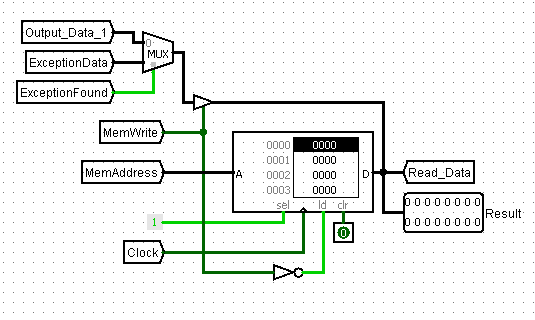 Output_Data_1
0
MUX
ExceptionData
ExceptionFound
MemWrite
0000 0000
0001 0000
MemAddress
A
0002 0000
D
Read_Data
0003 0000
sel ld clr
0 0 0 0 0 0 0 0
0 0 0 0 0 0 0 0
Result
1
0
Clock